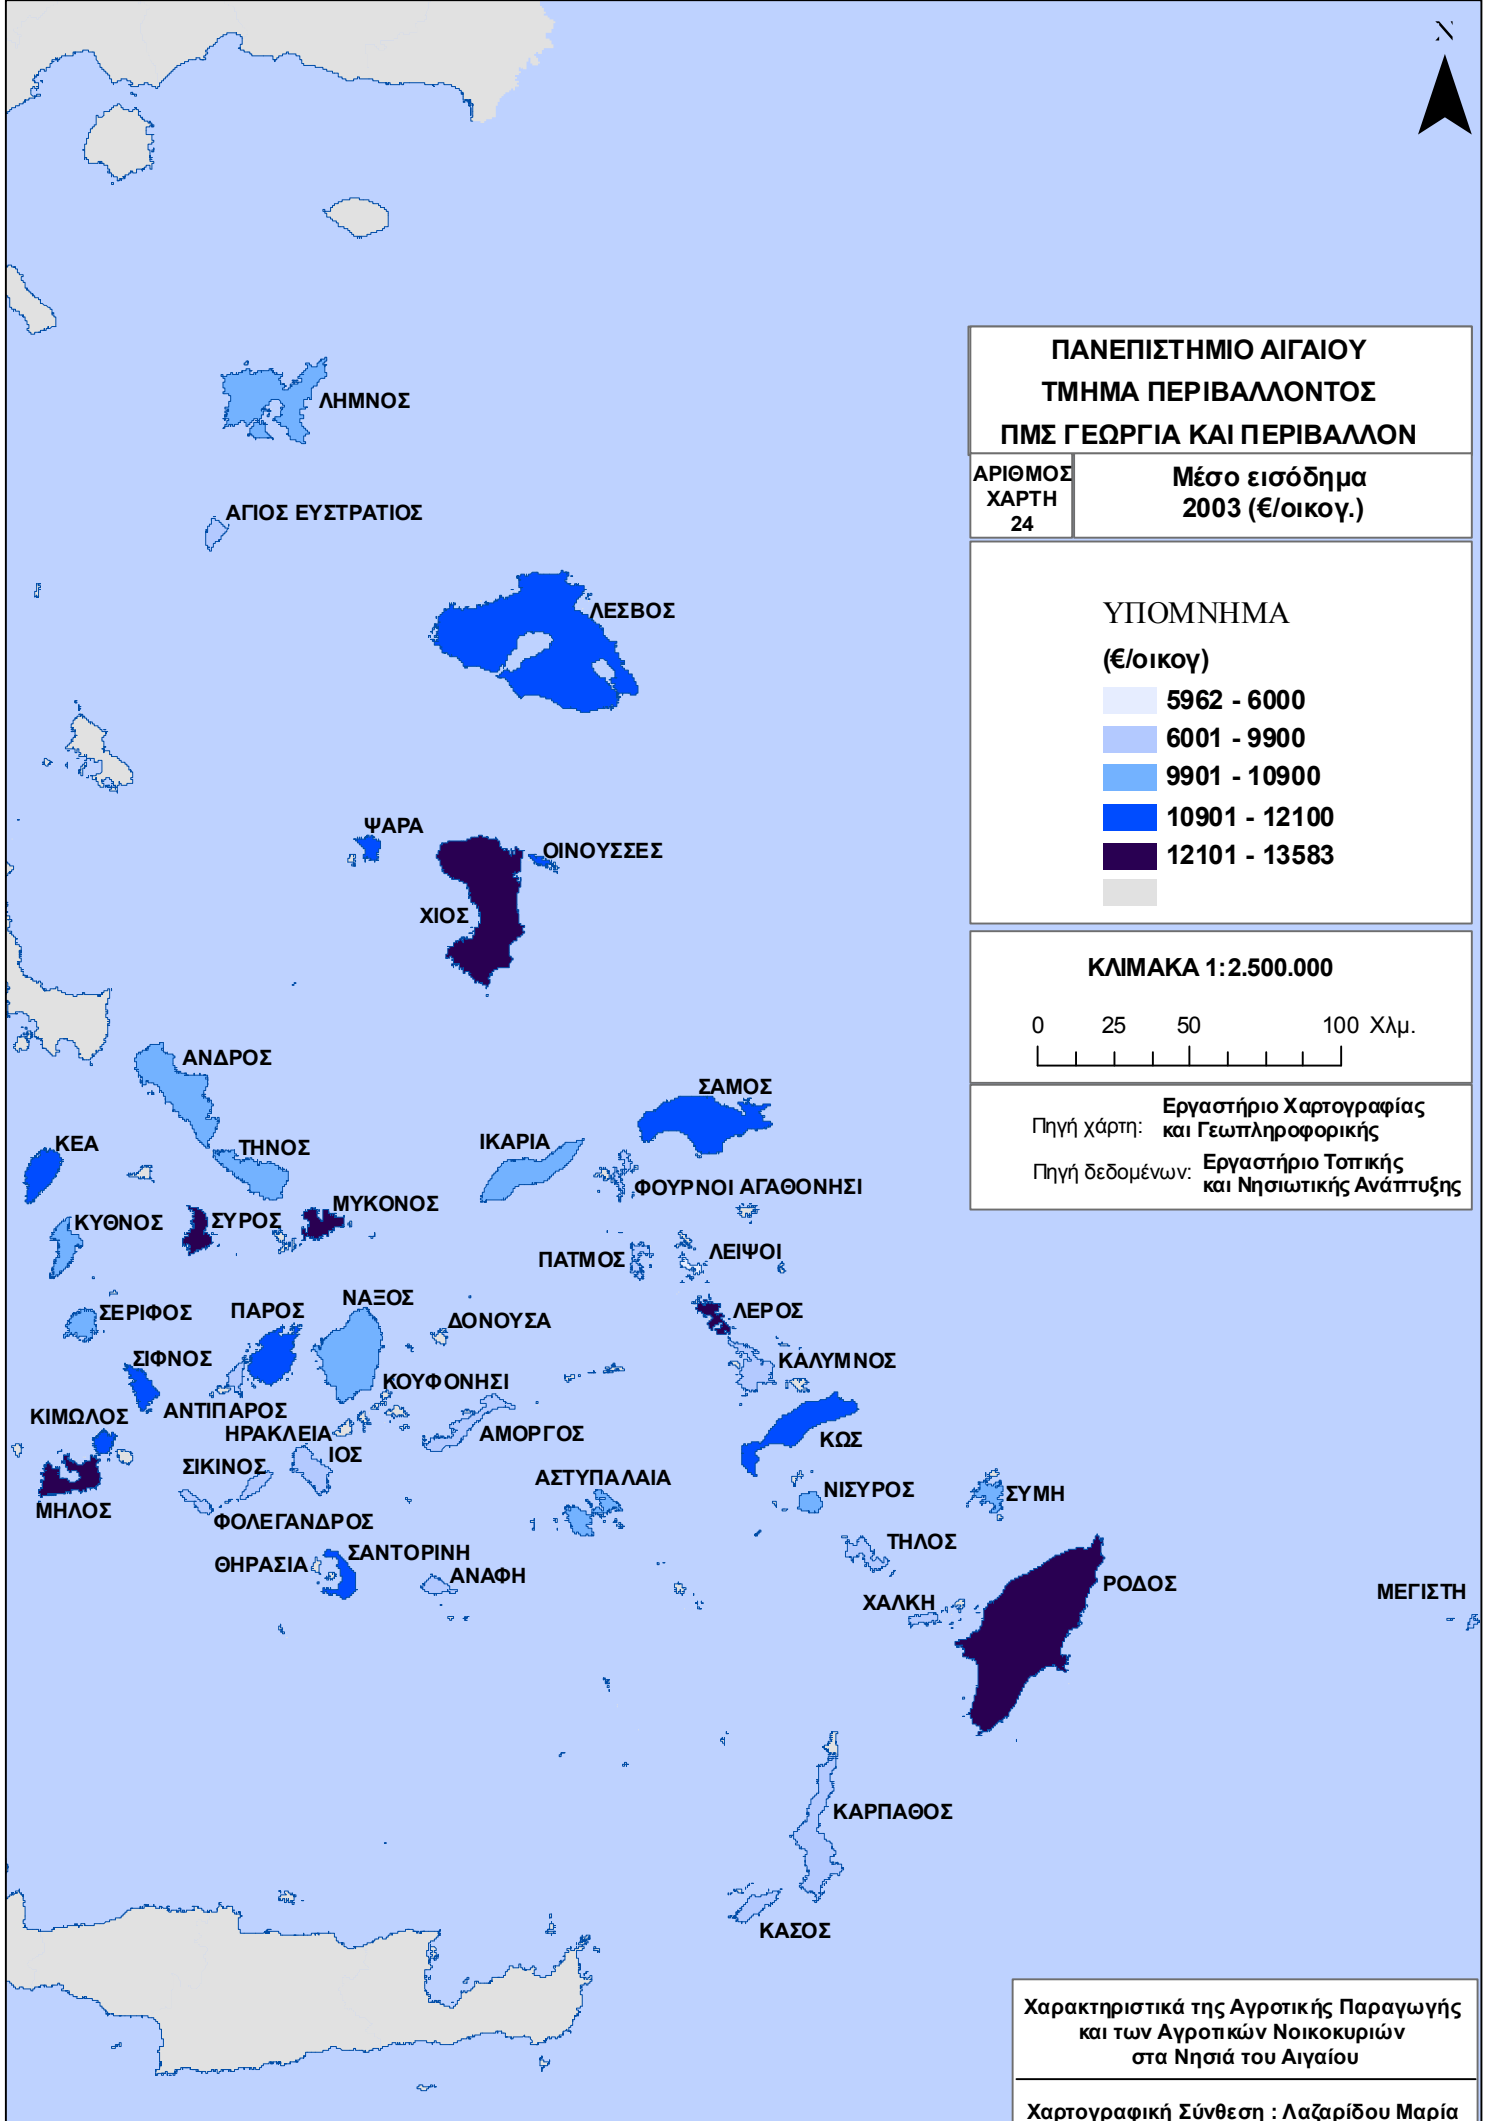 N
ΠΑΝΕΠΙΣΤΗΜΙΟ ΑΙΓΑΙΟΥ
ΤΜΗΜΑ ΠΕΡΙΒΑΛΛΟΝΤΟΣ
ΠΜΣ ΓΕΩΡΓΙΑ ΚΑΙ ΠΕΡΙΒΑΛΛΟΝ
ΑΡΙΘΜΟΣ
ΧΑΡΤΗ
24
Μέσο εισόδημα
2003 (€/οικογ.)
ΥΠΟΜΝΗΜΑ
(€/οικογ)
5962 - 6000
6001 - 9900
9901 - 10900
10901 - 12100
12101 - 13583
ΚΛΙΜΑΚΑ 1:2.500.000
0 25 50 100 Χλμ.
Πηγή χάρτη: Εργαστήριο Χαρτογραφίας
και Γεωπληροφορικής
Πηγή δεδομένων: Εργαστήριο Τοπικής
και Νησιωτικής Ανάπτυξης
ΛΗΜΝΟΣ
ΑΓΙΟΣ ΕΥΣΤΡΑΤΙΟΣ
ΛΕΣΒΟΣ
ΨΑΡΑ
ΟΙΝΟΥΣΣΕΣ
ΧΙΟΣ
ΑΝΔΡΟΣ
ΣΑΜΟΣ
ΚΕΑ
ΤΗΝΟΣ
ΙΚΑΡΙΑ
ΦΟΥΡΝΟΙ
ΑΓΑΘΟΝΗΣΙ
ΚΥΘΝΟΣ
ΣΥΡΟΣ
ΜΥΚΟΝΟΣ
ΠΑΤΜΟΣ
ΛΕΙΨΟΙ
ΣΕΡΙΦΟΣ
ΠΑΡΟΣ
ΝΑΞΟΣ
ΔΟΝΟΥΣΑ
ΛΕΡΟΣ
ΣΙΦΝΟΣ
ΚΑΛΥΜΝΟΣ
ΚΟΥΦΟΝΗΣΙ
ΑΝΤΙΠΑΡΟΣ
ΚΙΜΩΛΟΣ
ΗΡΑΚΛΕΙΑ
ΑΜΟΡΓΟΣ
ΚΩΣ
ΙΟΣ
ΣΙΚΙΝΟΣ
ΑΣΤΥΠΑΛΑΙΑ
ΝΙΣΥΡΟΣ
ΣΥΜΗ
ΜΗΛΟΣ
ΦΟΛΕΓΑΝΔΡΟΣ
ΤΗΛΟΣ
ΣΑΝΤΟΡΙΝΗ
ΘΗΡΑΣΙΑ
ΑΝΑΦΗ
ΡΟΔΟΣ
ΜΕΓΙΣΤΗ
ΧΑΛΚΗ
ΚΑΡΠΑΘΟΣ
ΚΑΣΟΣ
Χαρακτηριστικά της Αγροτικής Παραγωγής
και των Αγροτικών Νοικοκυριών
στα Νησιά του Αιγαίου
Χαρτογραφική Σύνθεση : Λαζαρίδου Μαρία